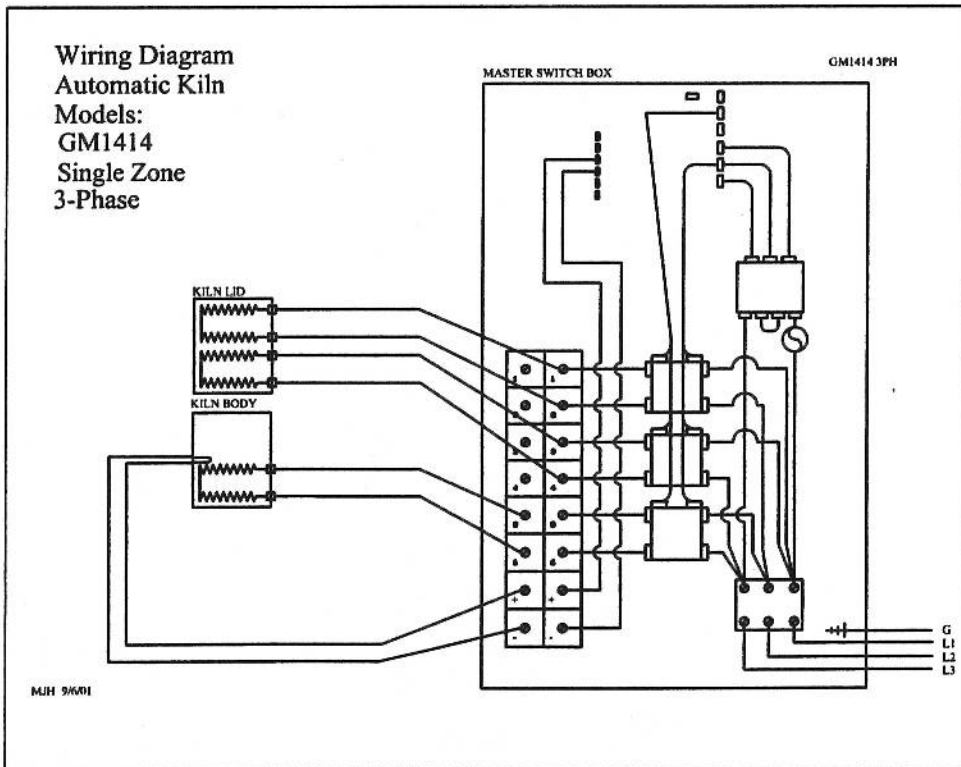 Wiring Diagram
Automatic Kiln
Models:
GM1414
Single Zone
3-Phase
MASTER SWITCH BOX
GM1414 3PH
KILN LID
KILN BODY
+ +
- -
G
L1
L2
L3
MJH 9/6/01